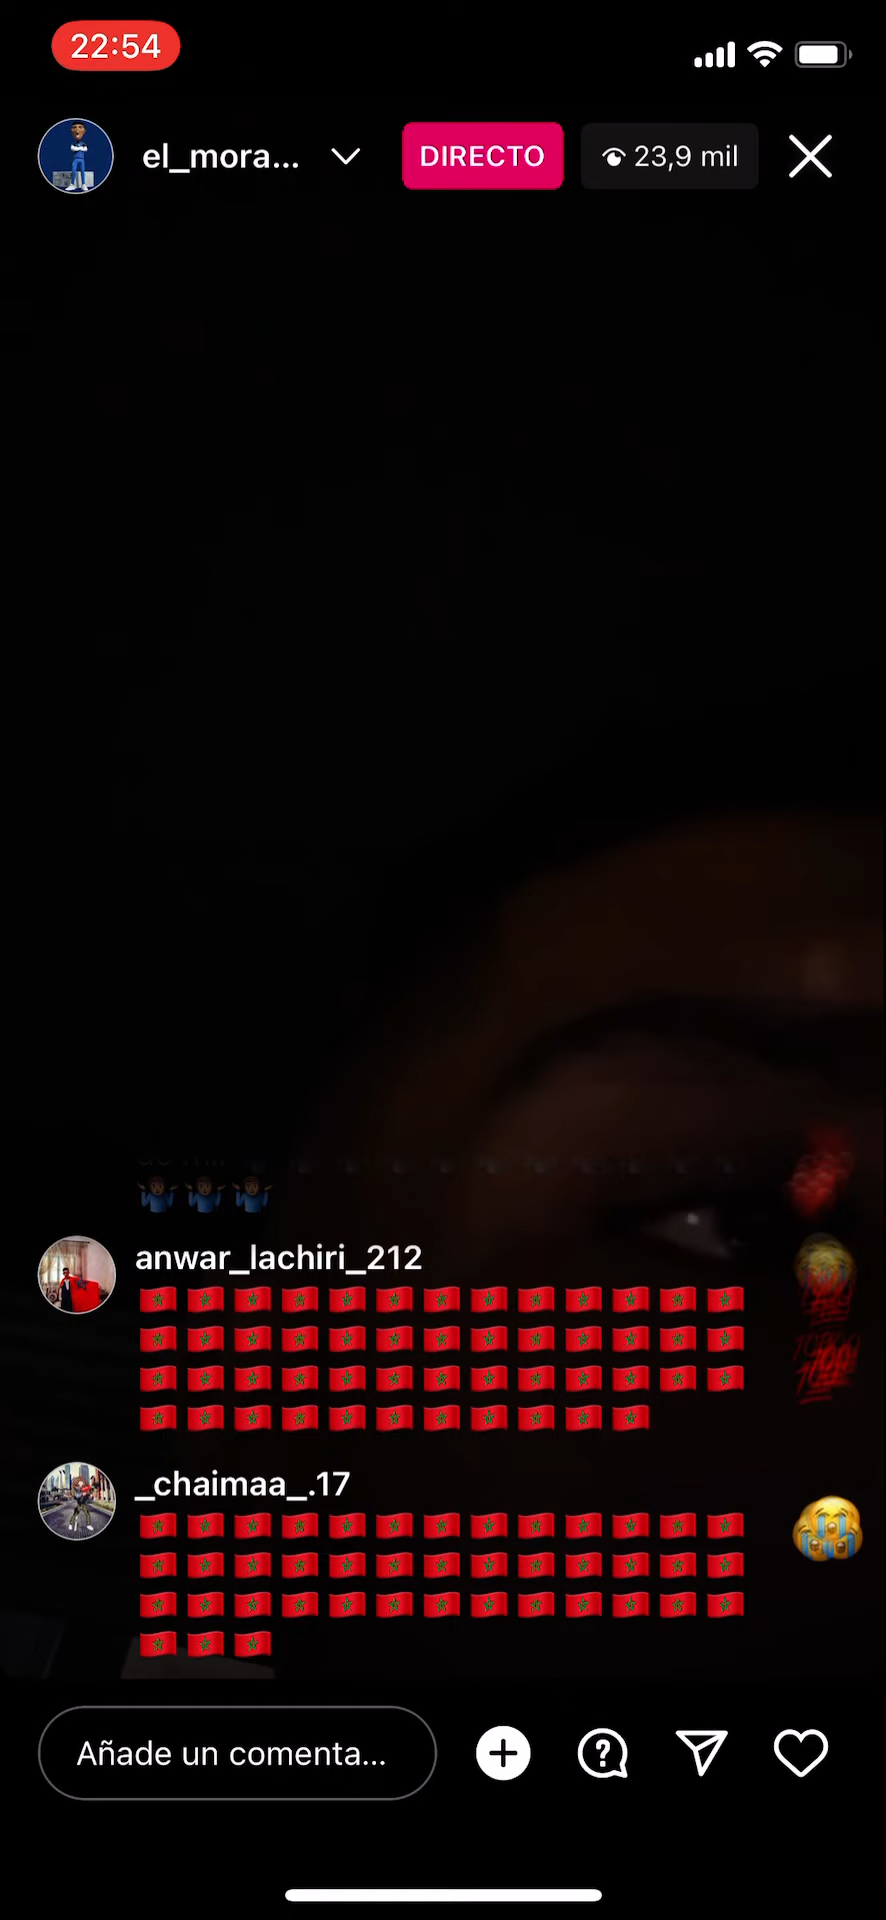 22:54
el_mora...
DIRECTO
23,9 mil
anwar_lachiri_212
_chaimaa_.17
Añade un comenta...